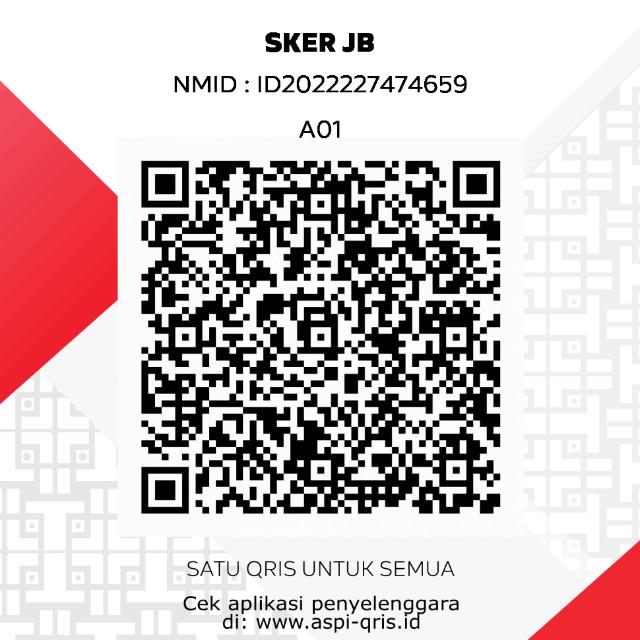 SKER JB
NMID : ID2022227474659
A01
SATU QRIS UNTUK SEMUA
Cek aplikasi penyelenggara
di: www.aspi-qris.id